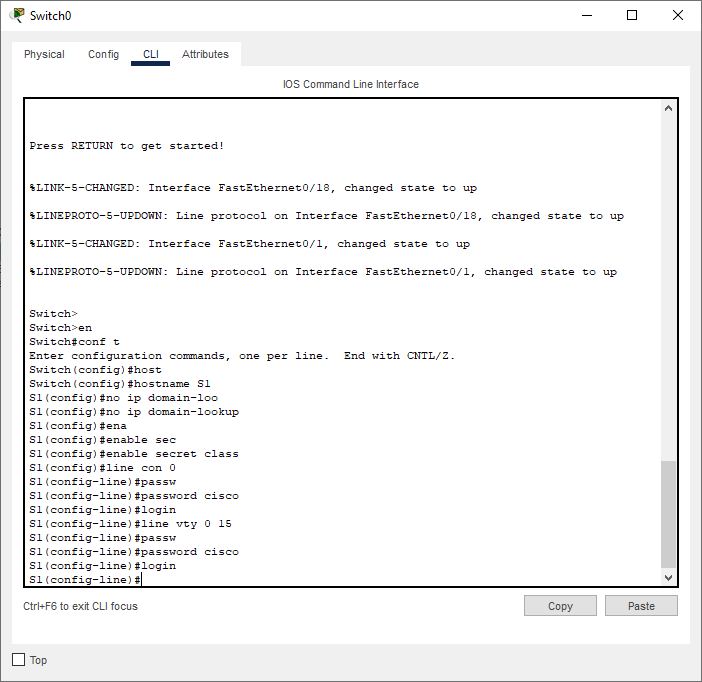 Switch0
Physical Config CLI Attributes
IOS Command Line Interface
Press RETURN to get started!
%LINK-5-CHANGED: Interface FastEthernet0/18, changed state to up
%LINEPROTO-5-UPDOWN: Line protocol on Interface FastEthernet0/18, changed state to up
%LINK-5-CHANGED: Interface FastEthernet0/1, changed state to up
%LINEPROTO-5-UPDOWN: Line protocol on Interface FastEthernet0/1, changed state to up
Switch>
Switch>en
Switch#conf t
Enter configuration commands, one per line.  End with CNTL/Z.
Switch(config)#host
Switch(config)#hostname S1
S1(config)#no ip domain-loo
S1(config)#no ip domain-lookup
S1(config)#ena
S1(config)#enable sec
S1(config)#enable secret class
S1(config)#line con 0
S1(config-line)#passw
S1(config-line)#password cisco
S1(config-line)#login
S1(config-line)#line vty 0 15
S1(config-line)#passw
S1(config-line)#password cisco
S1(config-line)#login
S1(config-line)#
Ctrl+F6 to exit CLI focus
Copy Paste
Top